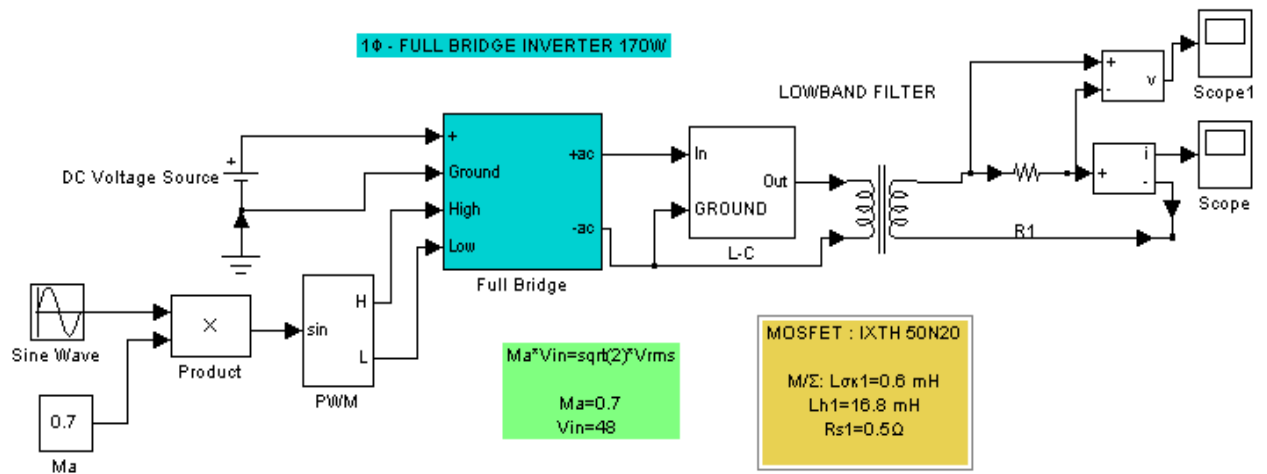 1Φ - FULL BRIDGE INVERTER 170W
+
v
-
Scope1
LOWBAND FILTER
+
DC Voltage Source
+
Ground
High
Low
+ac
-ac
Full Bridge
In
Out
GROUND
L-C
+
i
-
Scope
R1
Sine Wave
×
Product
sin
H
L
PWM
0.7
Ma
Ma*Vin=sqrt(2)*Vrms
Ma=0.7
Vin=48
MOSFET : IXTH 50N20
M/Σ: Lσκ1=0.6 mH
Lh1=16.8 mH
Rs1=0.5Ω